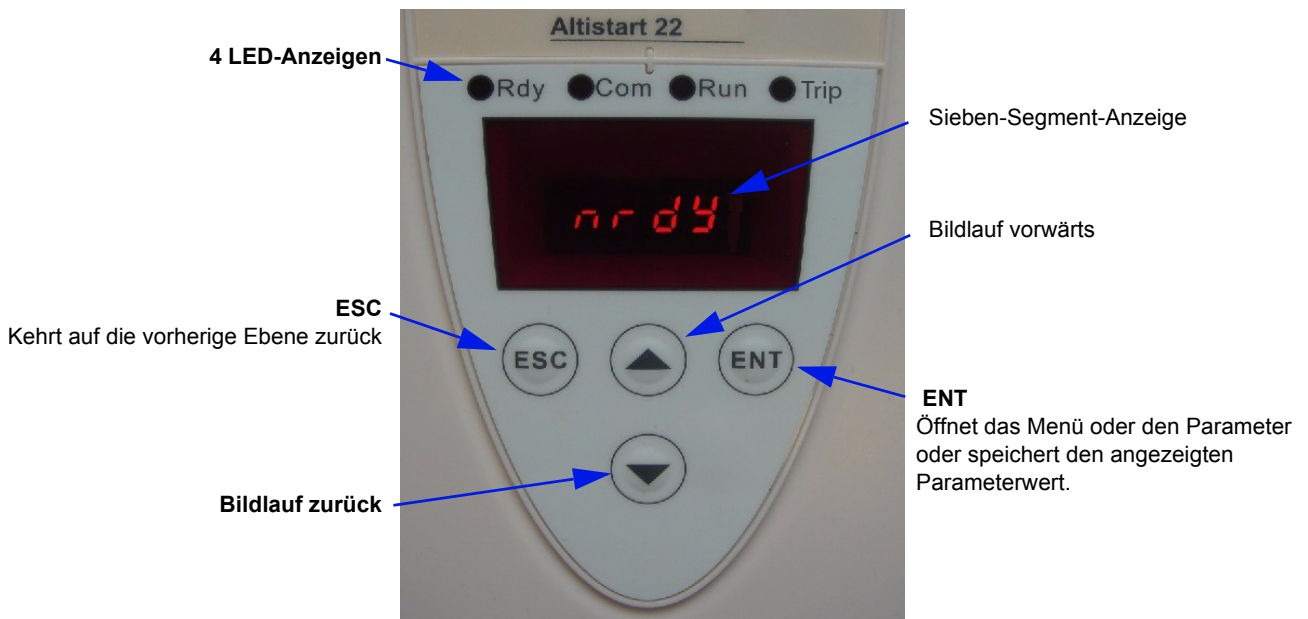 Altistart 22
4 LED-Anzeigen
Rdy Com Run Trip
Sieben-Segment-Anzeige
nrdY
Bildlauf vorwärts
ESC
Kehrt auf die vorherige Ebene zurück
ESC
ENT
ENT
Öffnet das Menü oder den Parameter
oder speichert den angezeigten
Parameterwert.
Bildlauf zurück